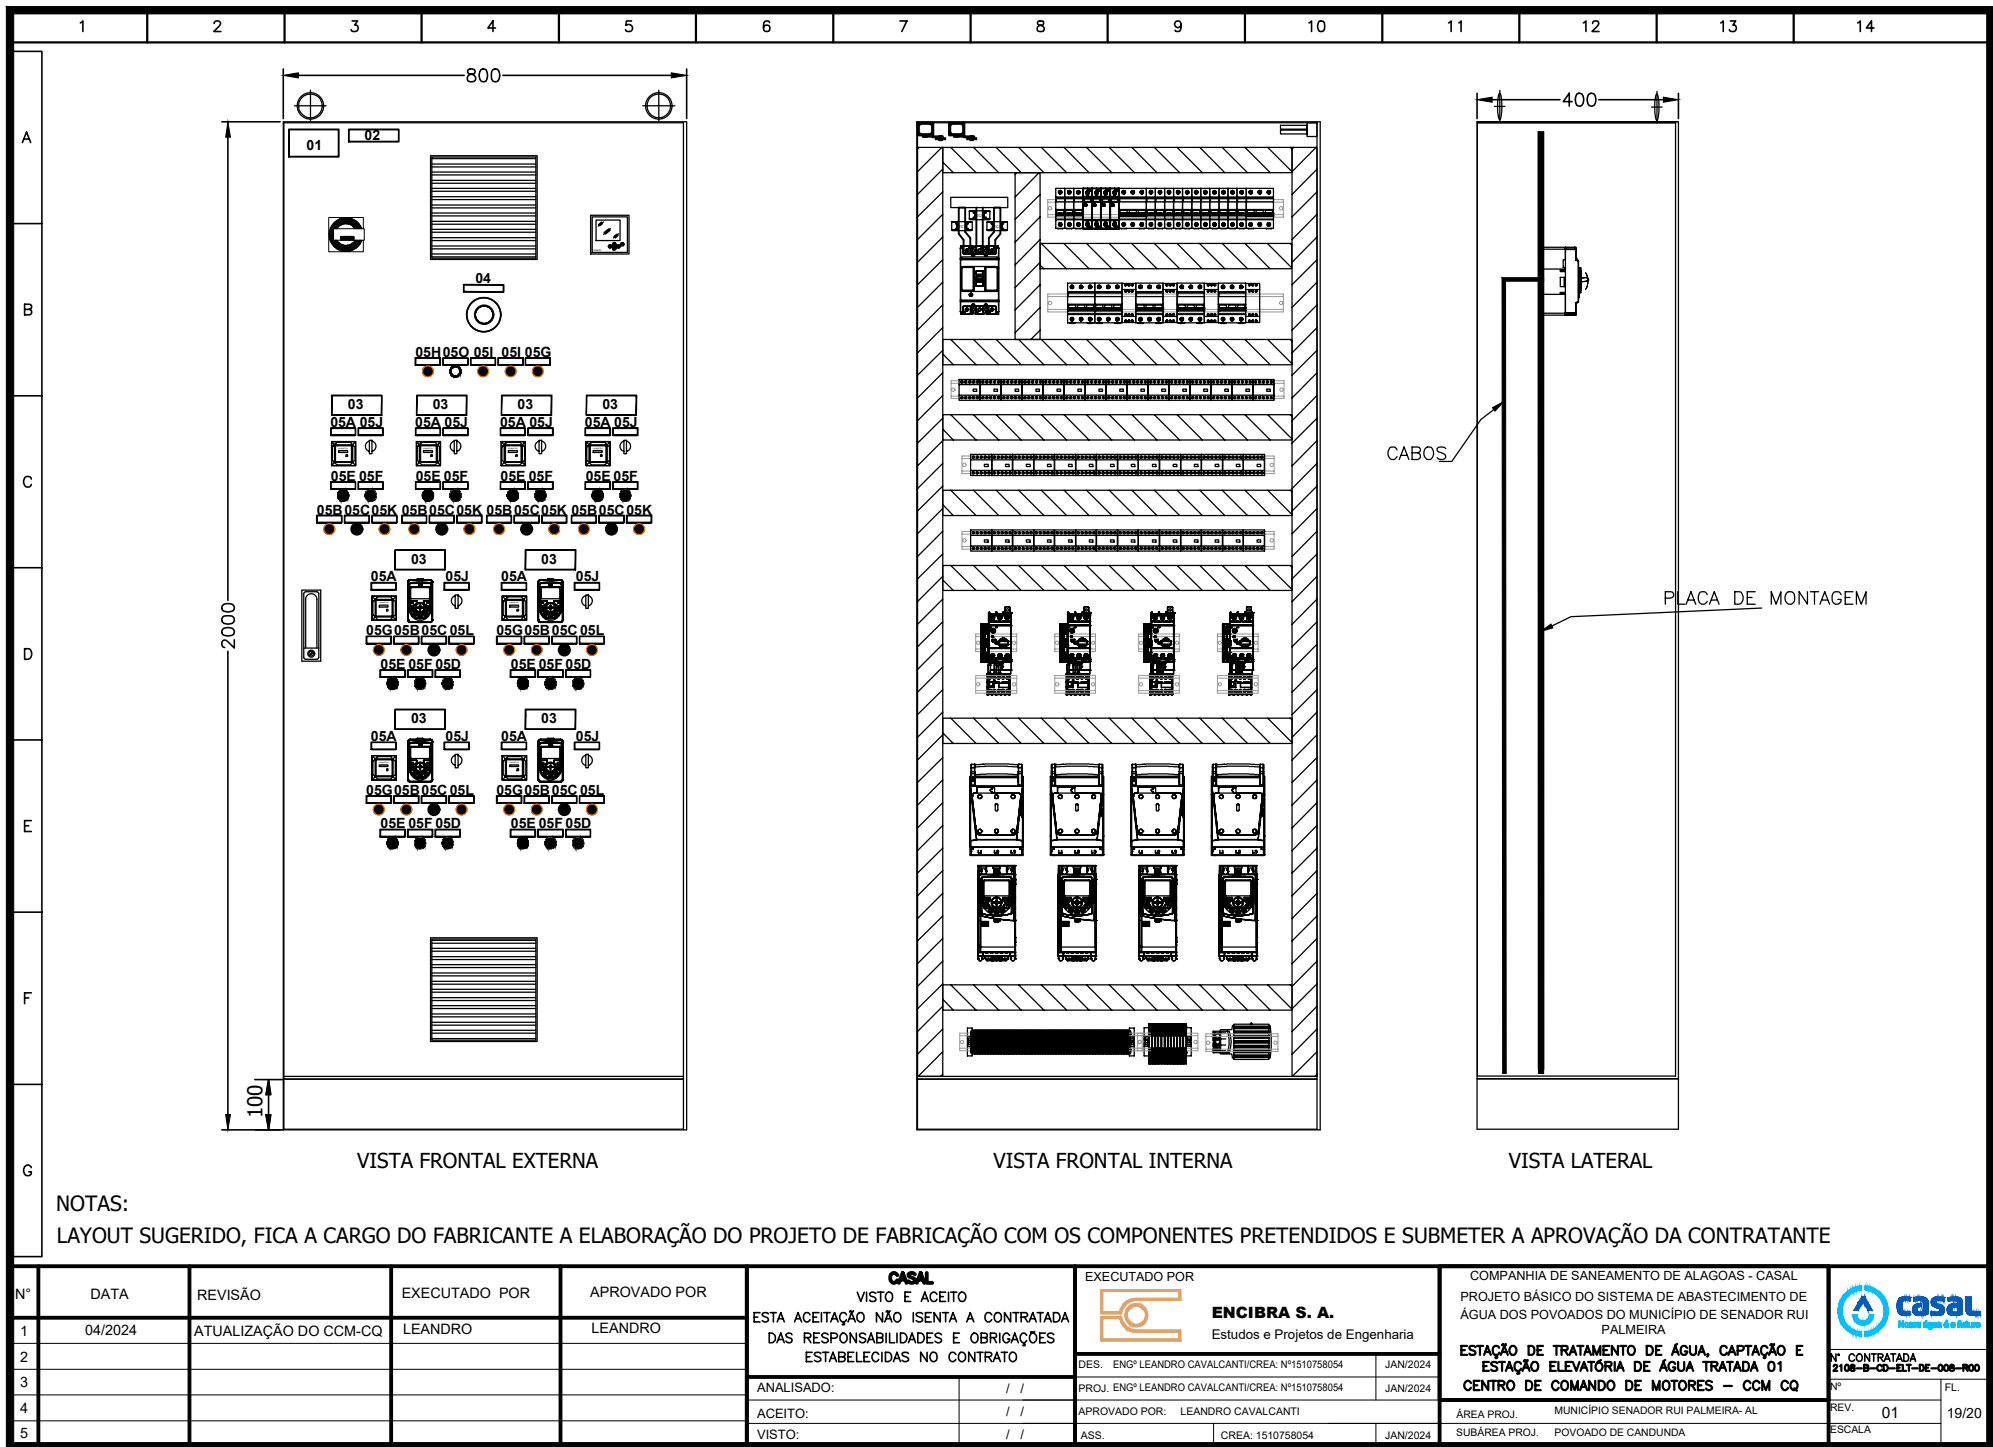 1 2 3 4 5 6 7 8 9 10 11 12 13 14
A
B
C
D
E
F
G
800
2000
100
01
02
04
05H 05O 05I 05I 05G
03 03 03 03
05A 05J 05A 05J 05A 05J 05A 05J
05E 05F 05E 05F 05E 05F 05E 05F
05B 05C 05K 05B 05C 05K 05B 05C 05K 05B 05C 05K
03 03
05A 05J 05A 05J
05G 05B 05C 05L 05G 05B 05C 05L
05E 05F 05D 05E 05F 05D
03 03
05A 05J 05A 05J
05G 05B 05C 05L 05G 05B 05C 05L
05E 05F 05D 05E 05F 05D
400
CABOS
PLACA DE MONTAGEM
VISTA FRONTAL EXTERNA
VISTA FRONTAL INTERNA
VISTA LATERAL
NOTAS:
LAYOUT SUGERIDO, FICA A CARGO DO FABRICANTE A ELABORAÇÃO DO PROJETO DE FABRICAÇÃO COM OS COMPONENTES PRETENDIDOS E SUBMETER A APROVAÇÃO DA CONTRATANTE
N° DATA REVISÃO EXECUTADO POR APROVADO POR
1 04/2024 ATUALIZAÇÃO DO CCM-CQ LEANDRO LEANDRO
2
3
4
5
CASAL
VISTO E ACEITO
ESTA ACEITAÇÃO NÃO ISENTA A CONTRATADA
DAS RESPONSABILIDADES E OBRIGAÇÕES
ESTABELECIDAS NO CONTRATO
ANALISADO: / /
ACEITO: / /
VISTO: / /
EXECUTADO POR
ENCIBRA S. A.
Estudos e Projetos de Engenharia
DES. ENGº LEANDRO CAVALCANTI/CREA: Nº1510758054 JAN/2024
PROJ. ENGº LEANDRO CAVALCANTI/CREA: Nº1510758054 JAN/2024
APROVADO POR: LEANDRO CAVALCANTI
ASS. CREA: 1510758054 JAN/2024
COMPANHIA DE SANEAMENTO DE ALAGOAS - CASAL
PROJETO BÁSICO DO SISTEMA DE ABASTECIMENTO DE
ÁGUA DOS POVOADOS DO MUNICÍPIO DE SENADOR RUI
PALMEIRA
ESTAÇÃO DE TRATAMENTO DE ÁGUA, CAPTAÇÃO E
ESTAÇÃO ELEVATÓRIA DE ÁGUA TRATADA 01
CENTRO DE COMANDO DE MOTORES – CCM CQ
ÁREA PROJ. MUNICÍPIO SENADOR RUI PALMEIRA- AL
SUBÁREA PROJ. POVOADO DE CANDUNDA
casal
Nossa água é o futuro
N° CONTRATADA
2108-B-CD-ELT-DE-008-R00
Nº
REV. 01
ESCALA
FL.
19/20